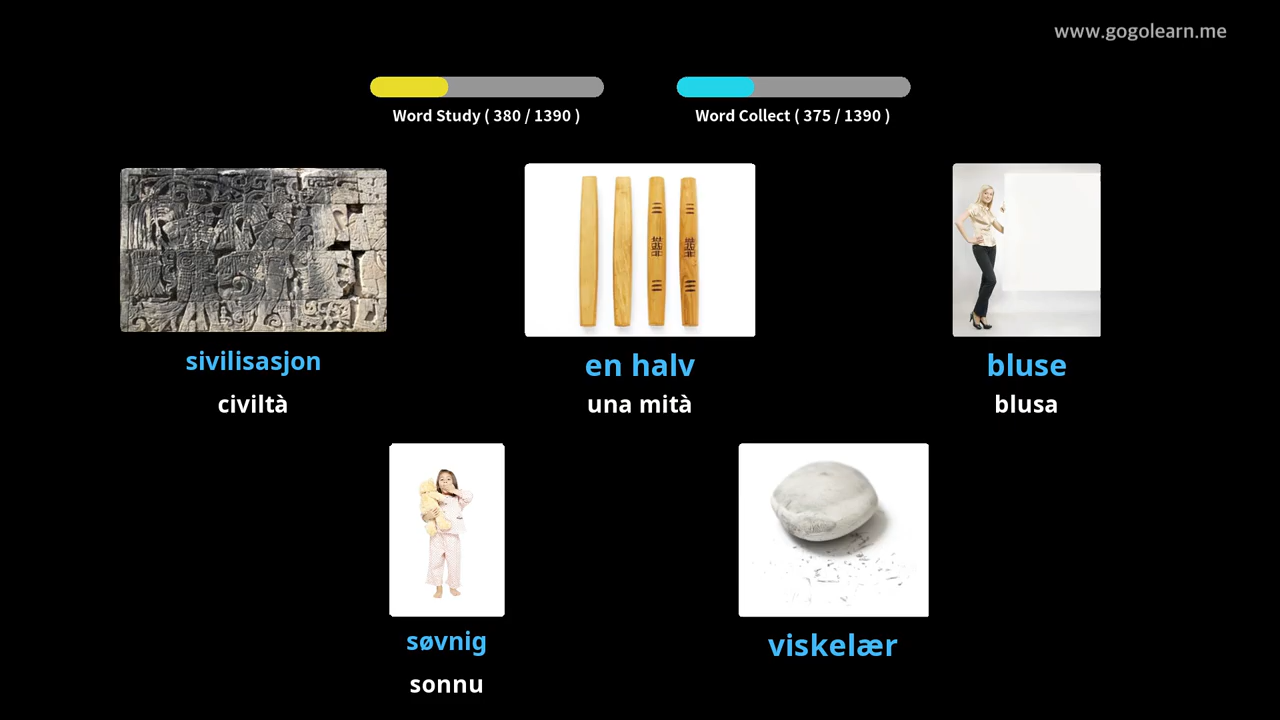 www.gogolearn.me
Word Study ( 380 / 1390 )
Word Collect ( 375 / 1390 )
sivilisasjon
civiltà
en halv
una mità
bluse
blusa
søvnig
sonnu
viskelær